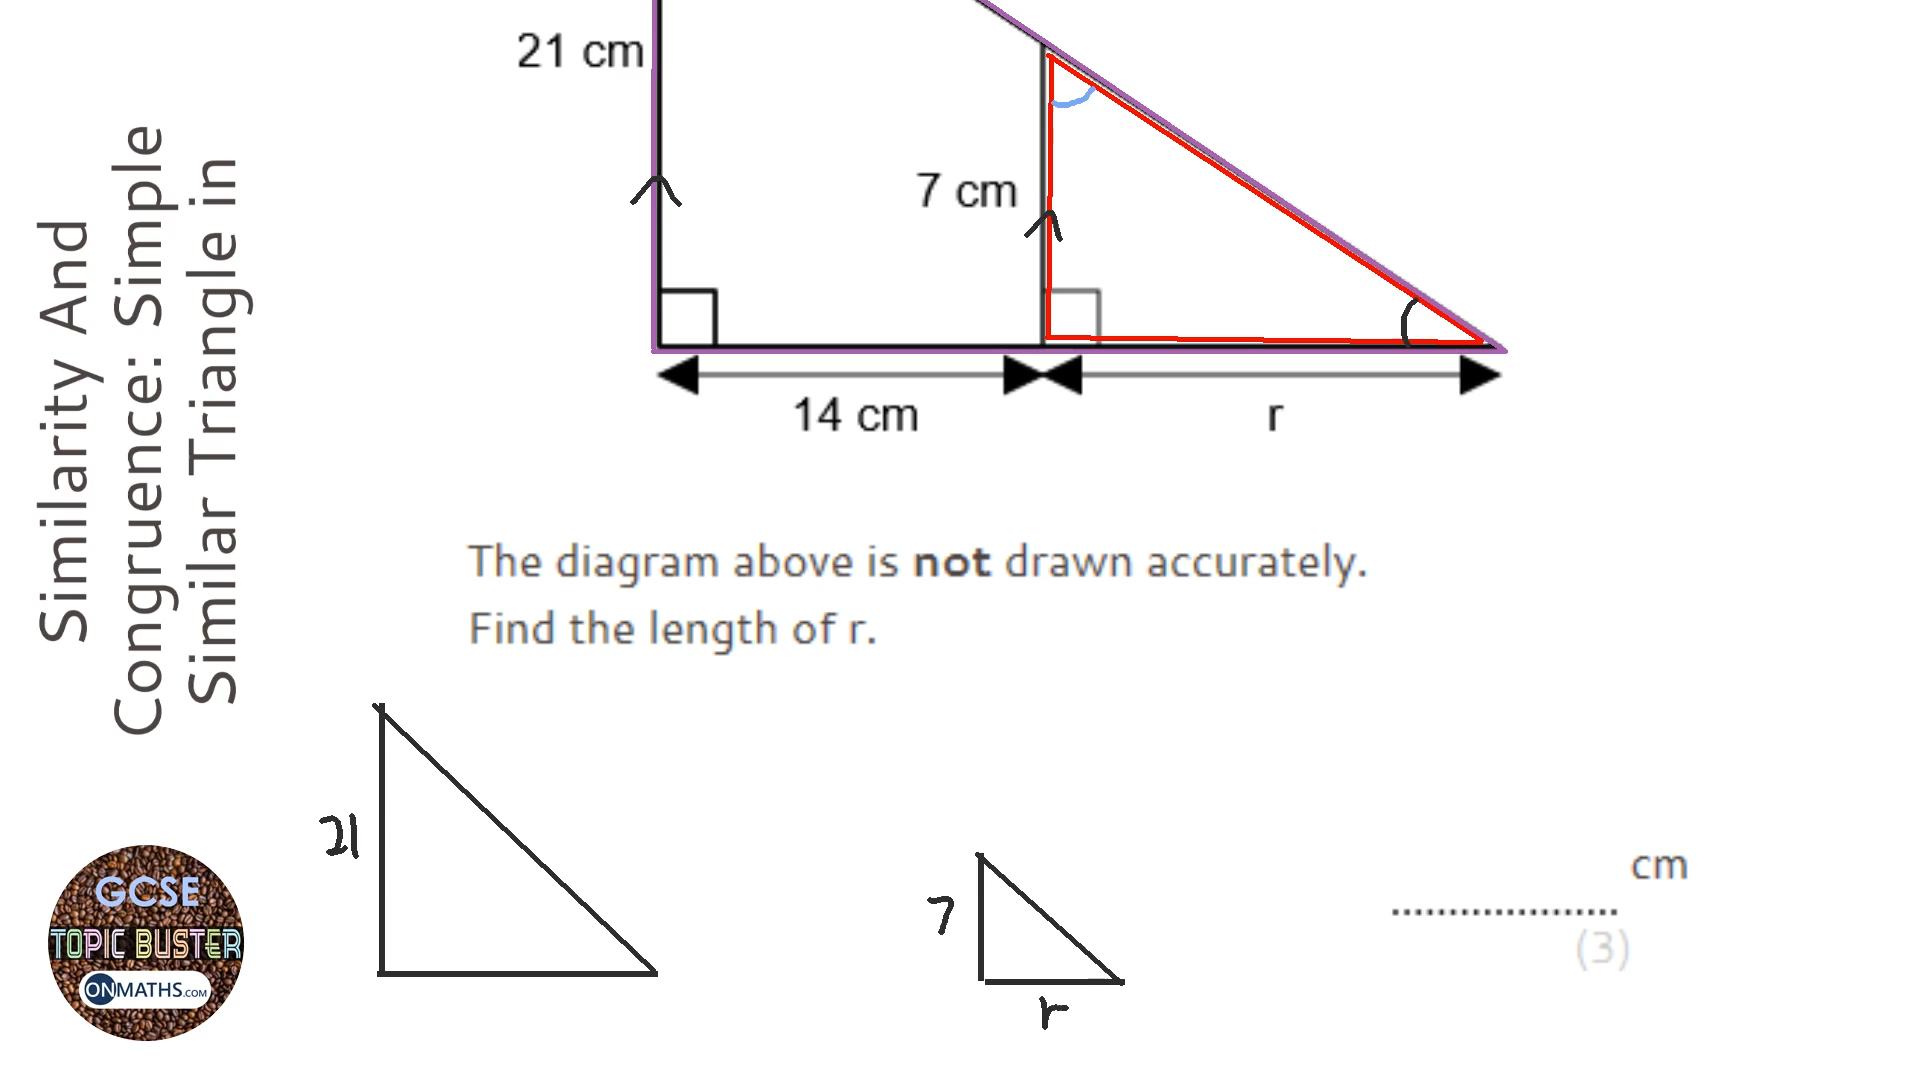 21 cm
7 cm
14 cm
r
The diagram above is not drawn accurately.
Find the length of r.
Similarity And
Congruence: Simple
Similar Triangle in
21
7
r
cm
(3)
GCSE
TOPIC BUSTER
ONMATHS.COM